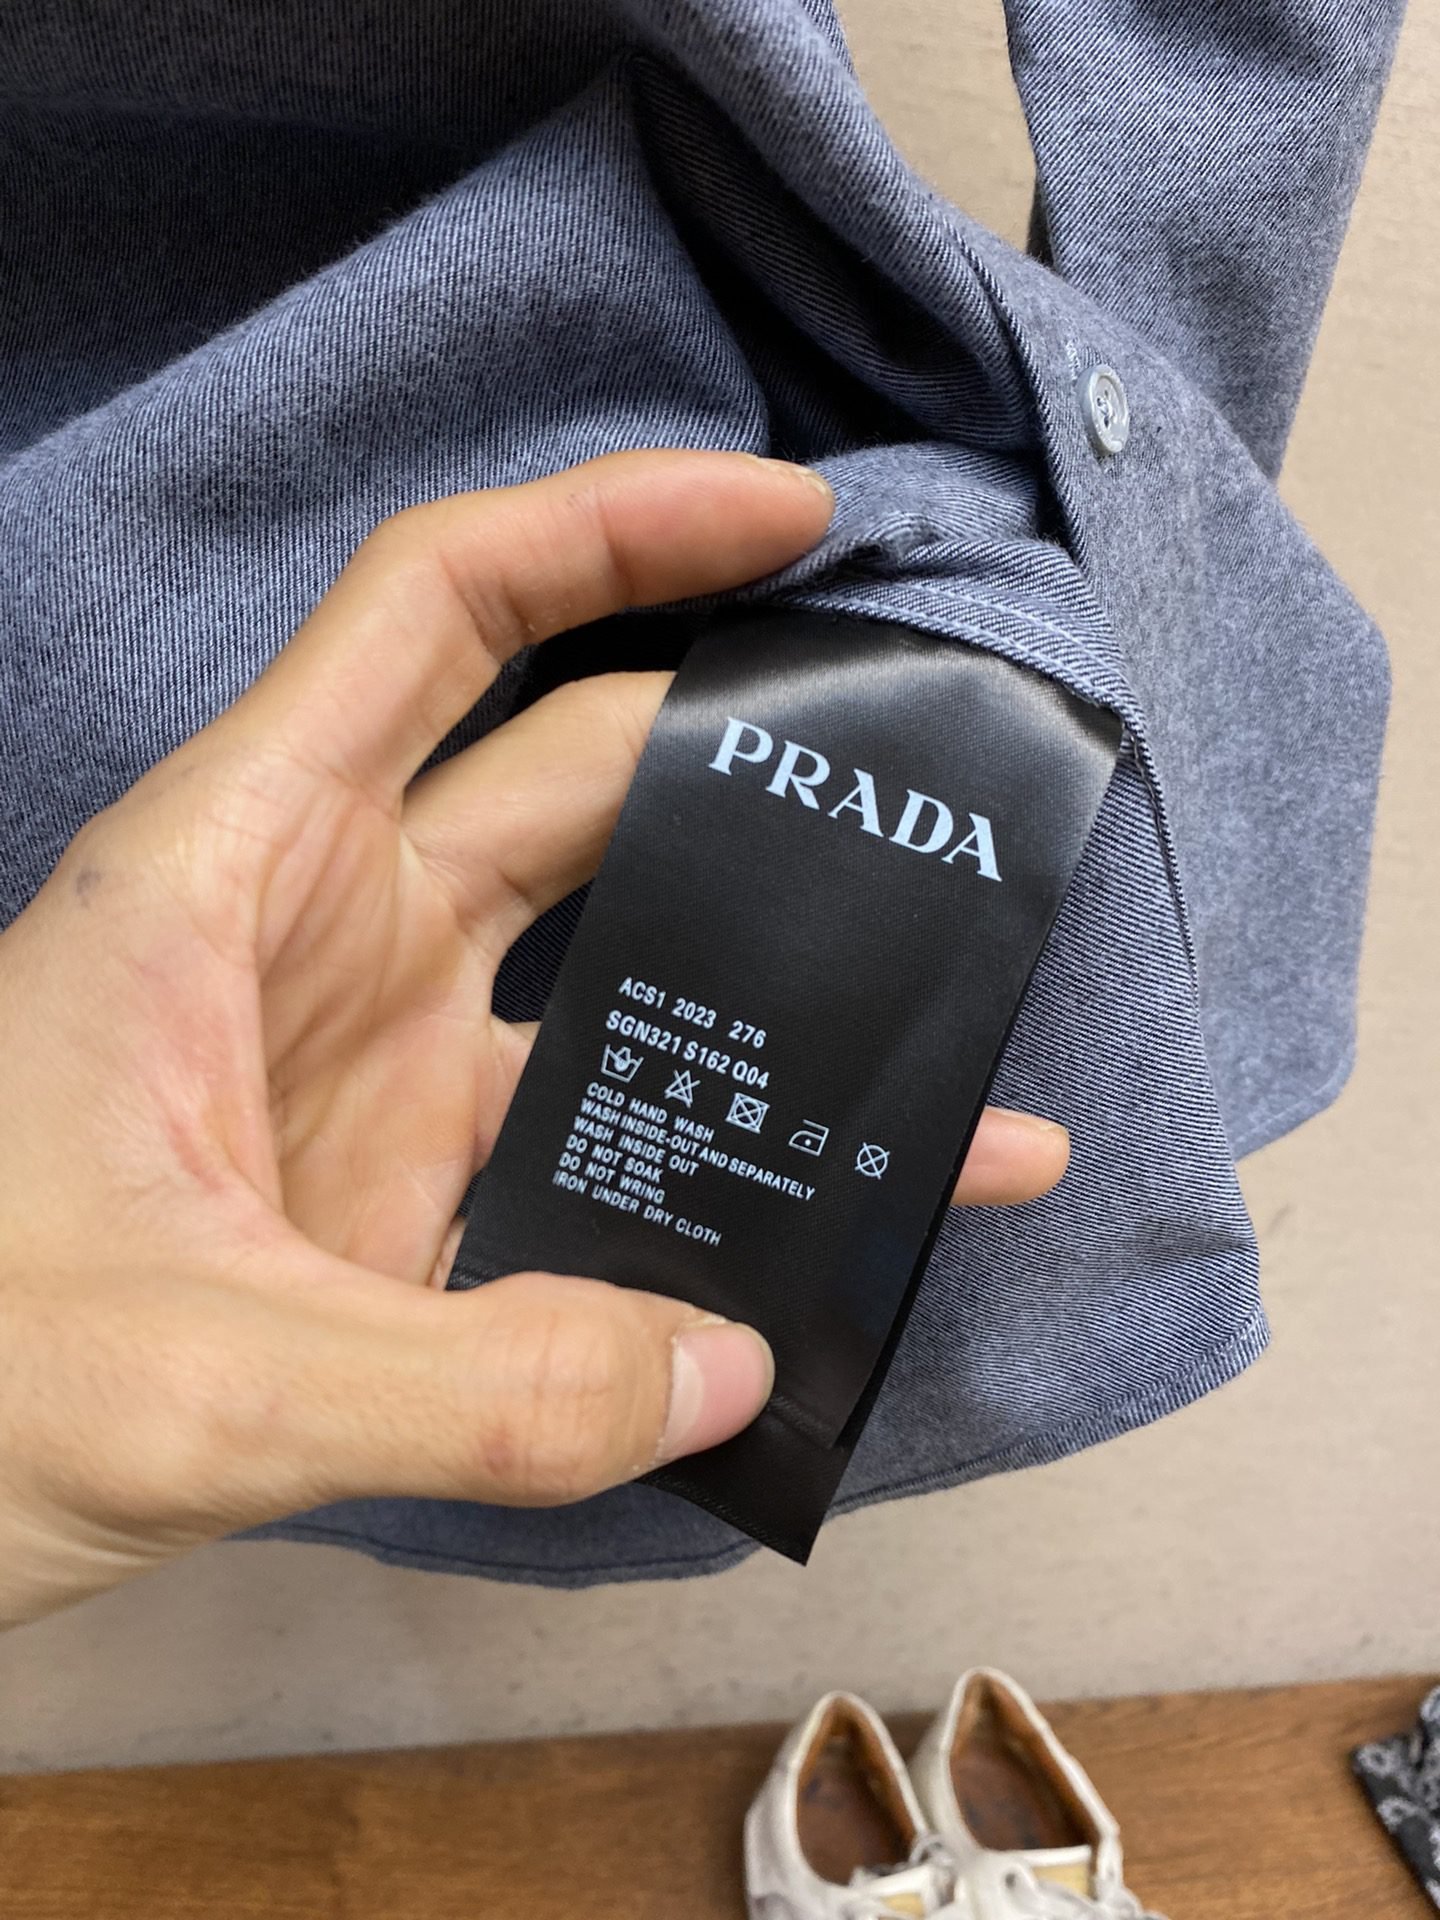 PRADA
ACS1 2023 276
SGN321 S162 Q04
COLD HAND WASH
WASH INSIDE-OUT AND SEPARATELY
WASH INSIDE OUT
DO NOT SOAK
DO NOT WRING
IRON UNDER DRY CLOTH